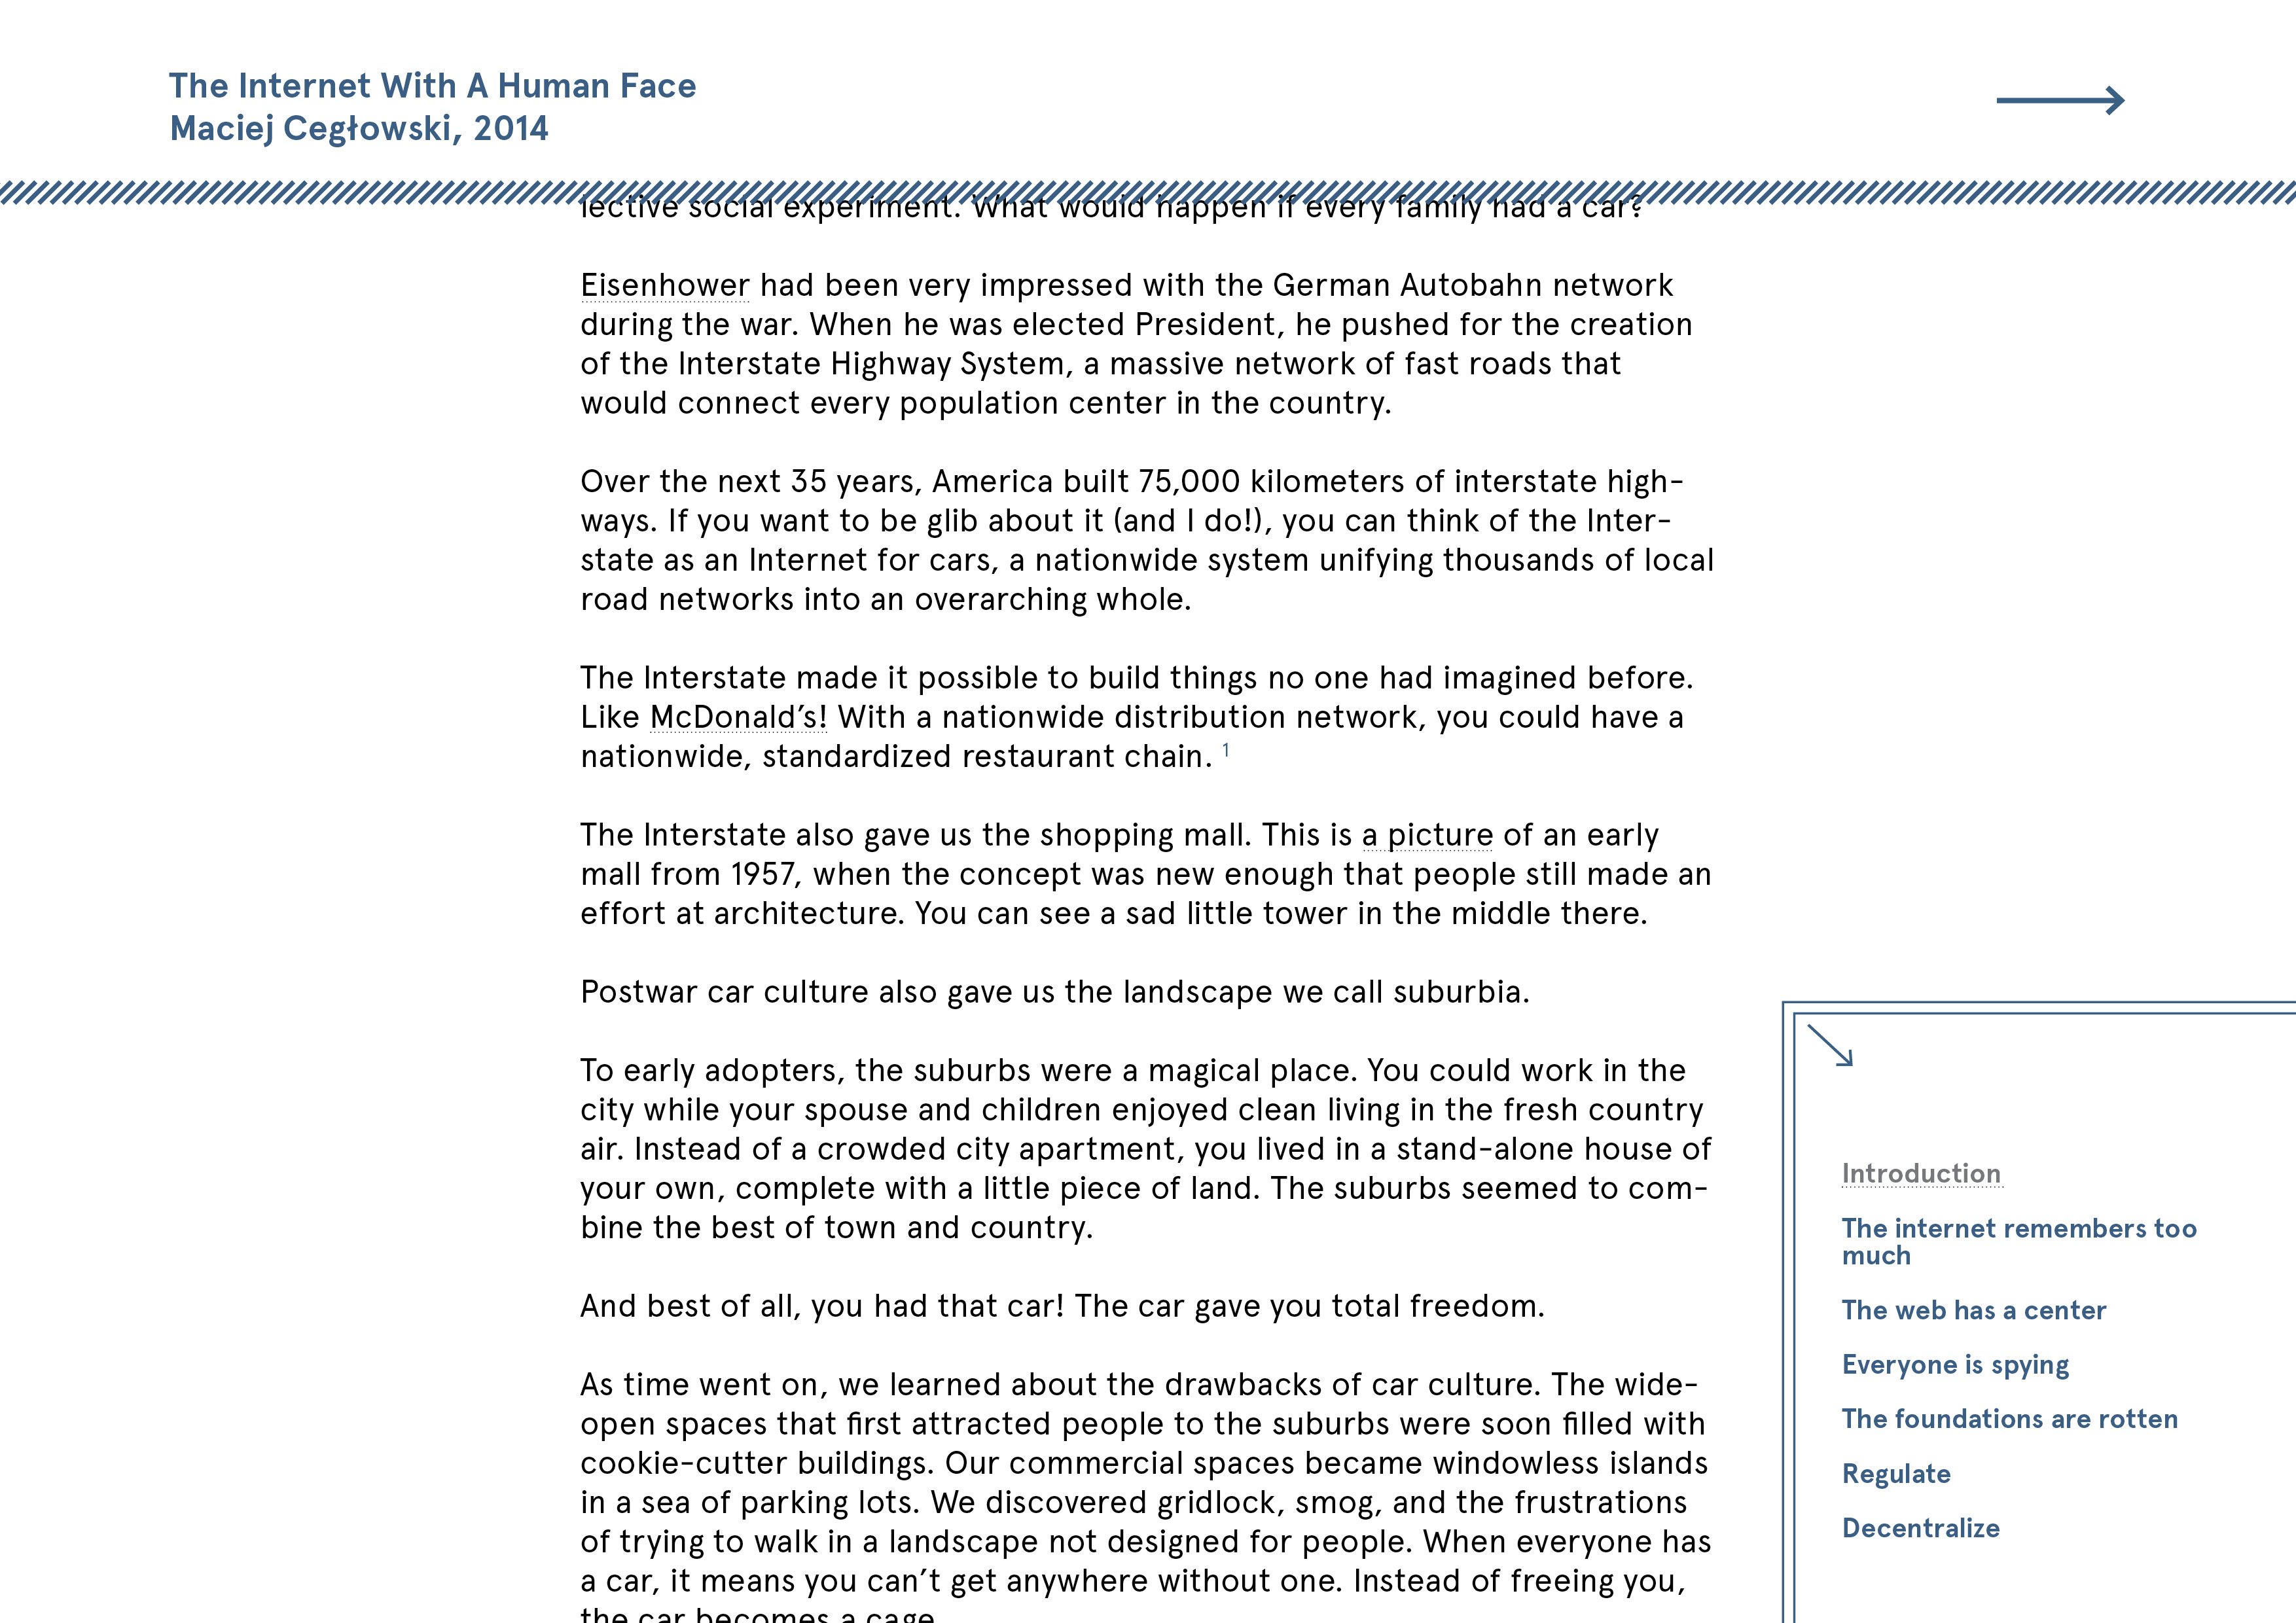 The Internet With A Human Face
Maciej Cegłowski, 2014
lective social experiment. What would happen if every family had a car?
Eisenhower had been very impressed with the German Autobahn network
during the war. When he was elected President, he pushed for the creation
of the Interstate Highway System, a massive network of fast roads that
would connect every population center in the country.
Over the next 35 years, America built 75,000 kilometers of interstate high-
ways. If you want to be glib about it (and I do!), you can think of the Inter-
state as an Internet for cars, a nationwide system unifying thousands of local
road networks into an overarching whole.
The Interstate made it possible to build things no one had imagined before.
Like McDonald’s! With a nationwide distribution network, you could have a
nationwide, standardized restaurant chain. 1
The Interstate also gave us the shopping mall. This is a picture of an early
mall from 1957, when the concept was new enough that people still made an
effort at architecture. You can see a sad little tower in the middle there.
Postwar car culture also gave us the landscape we call suburbia.
To early adopters, the suburbs were a magical place. You could work in the
city while your spouse and children enjoyed clean living in the fresh country
air. Instead of a crowded city apartment, you lived in a stand-alone house of
your own, complete with a little piece of land. The suburbs seemed to com-
bine the best of town and country.
And best of all, you had that car! The car gave you total freedom.
As time went on, we learned about the drawbacks of car culture. The wide-
open spaces that first attracted people to the suburbs were soon filled with
cookie-cutter buildings. Our commercial spaces became windowless islands
in a sea of parking lots. We discovered gridlock, smog, and the frustrations
of trying to walk in a landscape not designed for people. When everyone has
a car, it means you can’t get anywhere without one. Instead of freeing you,
the car becomes a cage.
Introduction
The internet remembers too
much
The web has a center
Everyone is spying
The foundations are rotten
Regulate
Decentralize